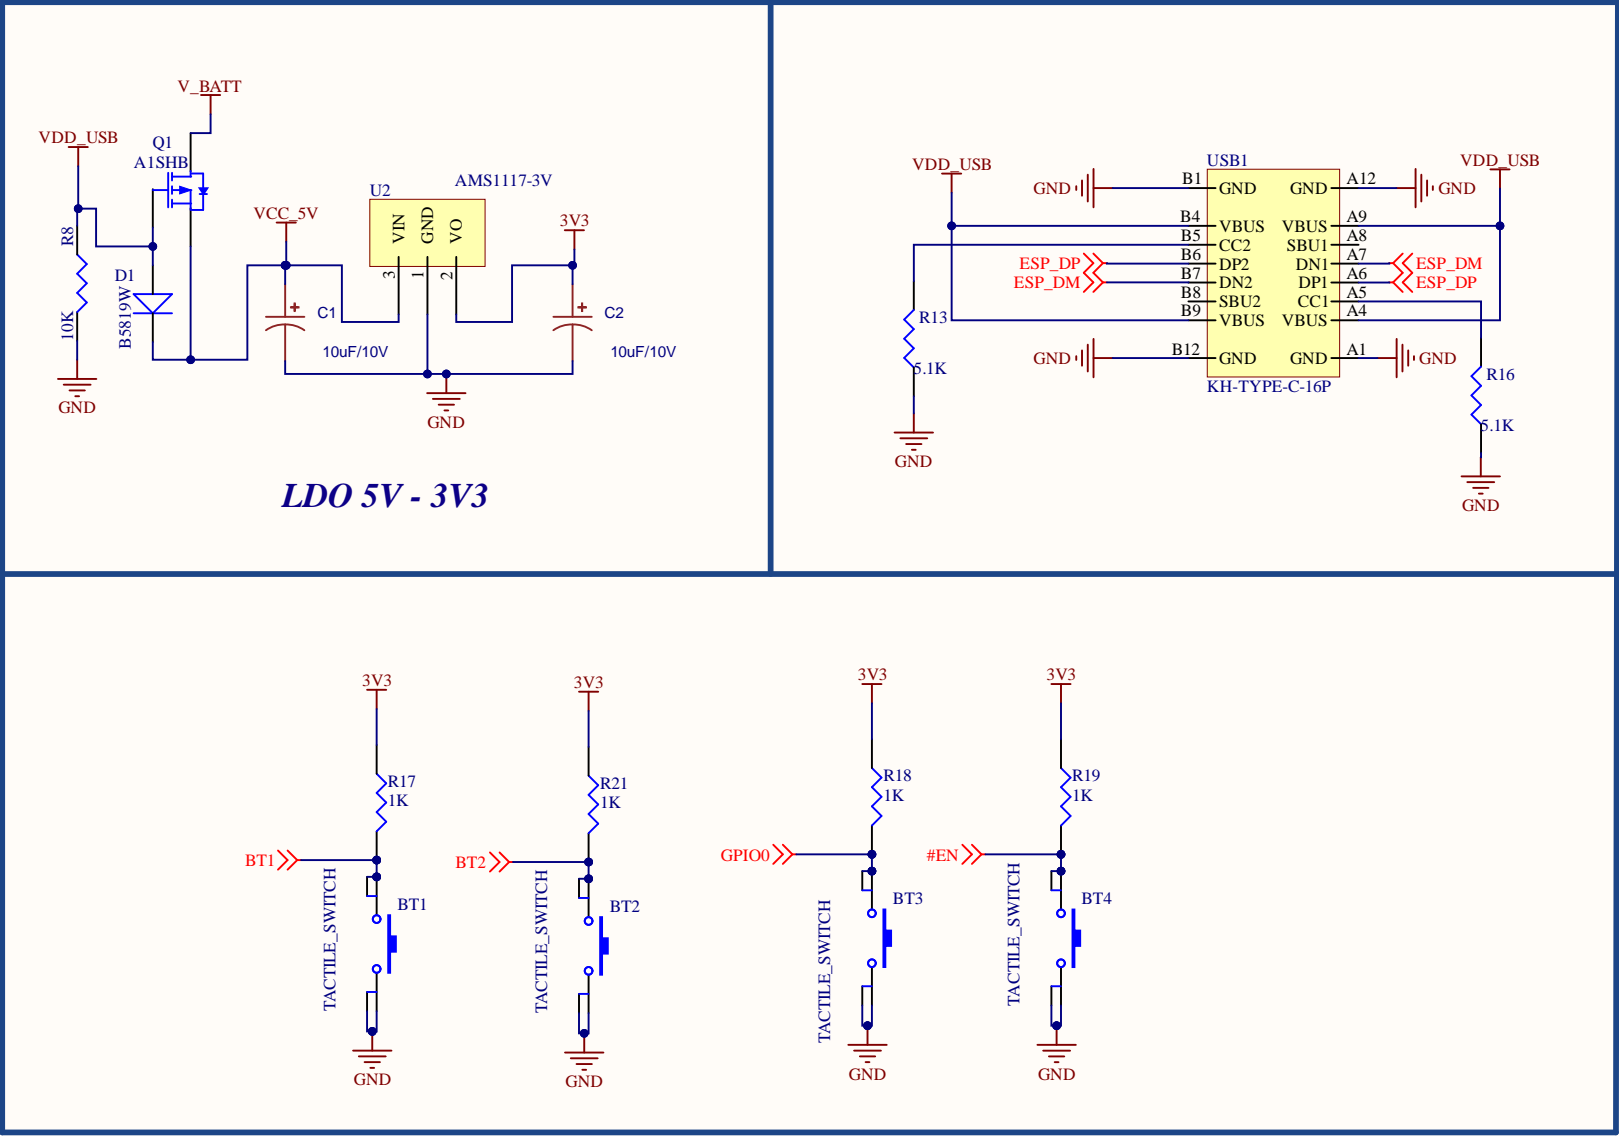 V_BATT
VDD_USB
Q1
A1SHB
R8
10K
D1
B5819W
VCC_5V
C1
10uF/10V
U2
AMS1117-3V
VIN
GND
VO
3
1
2
3V3
C2
10uF/10V
GND
GND
LDO 5V - 3V3
VDD_USB
USB1
VDD_USB
GND
B1
GND
GND
A12
GND
B4
VBUS
VBUS
A9
B5
CC2
SBU1
A8
ESP_DP
B6
DP2
DN1
A7
ESP_DM
ESP_DM
B7
DN2
DP1
A6
ESP_DP
B8
SBU2
CC1
A5
B9
VBUS
VBUS
A4
GND
B12
GND
GND
A1
GND
KH-TYPE-C-16P
R13
5.1K
GND
R16
5.1K
GND
3V3
R17
1K
BT1
TACTILE_SWITCH
BT1
GND
3V3
R21
1K
BT2
TACTILE_SWITCH
BT2
GND
3V3
R18
1K
GPIO0
TACTILE_SWITCH
BT3
GND
3V3
R19
1K
#EN
TACTILE_SWITCH
BT4
GND